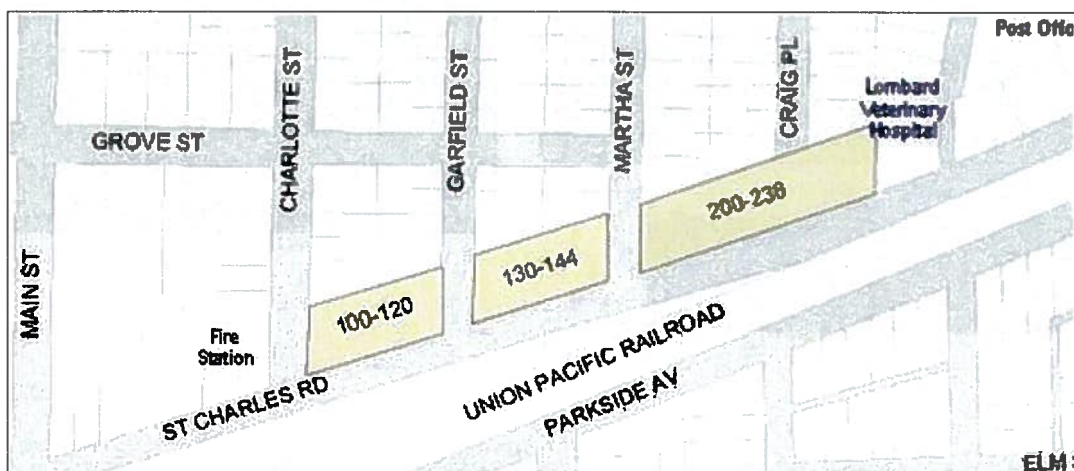 Post Offic
CHARLOTTE ST
GARFIELD ST
MARTHA ST
CRAIG PL
Lombard
Veterinary
Hospital
GROVE ST
200-238
130-144
MAIN ST
100-120
Fire
Station
UNION PACIFIC RAILROAD
ST CHARLES RD
PARKSIDE AV
ELM S